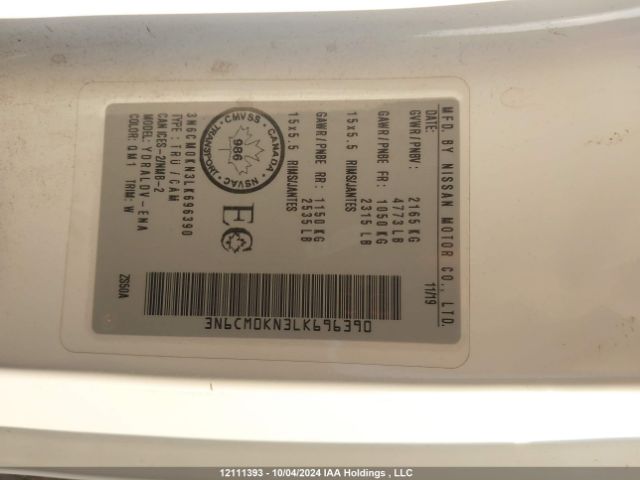 MFD. BY NISSAN MOTOR CO., LTD.
DATE: 11/19
GVWR/PNBV: 2165 KG
4773 LB
GAWR/PNBE FR: 1050 KG
2315 LB
15x5.5 RIMS/JANTES
GAWR/PNBE RR: 1150 KG
2535 LB
15x5.5 RIMS/JANTES
CMVSS CANADA
NSVAC TRANSPORT
986
EC
3N6CM0KN3LK696390
TYPE: TRU / CAM
CAN ICES-2/NMB-2
MODEL: YDRALDV-ENA
COLOR: QM1 TRIM: W
ZS50A
3N6CM0KN3LK696390
12111393 - 10/04/2024 IAA Holdings , LLC